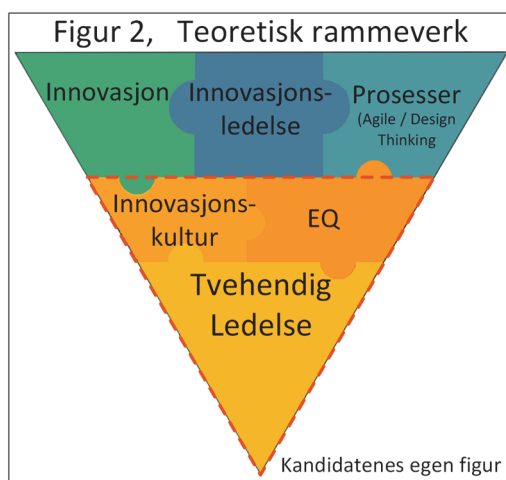 Figur 2, Teoretisk rammeverk
Innovasjon
Innovasjons-
ledelse
Prosesser
(Agile / Design
Thinking
Innovasjons-
kultur
EQ
Tvehendig
Ledelse
Kandidatenes egen figur